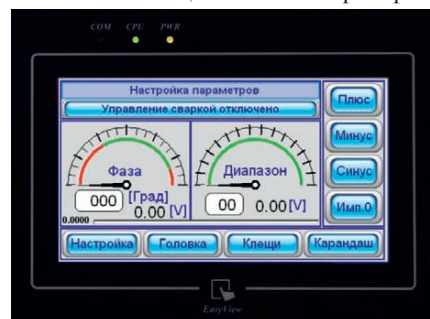 COM CPU PWR
Настройка параметров
Управление сваркой отключено
Плюс
Минус
Синус
Имп.0
Фаза
000 [Град]
0.00 [V]
0.0000
Диапазон
00 0.00 [V]
Настройка Головка Клещи Карандаш
EasyView